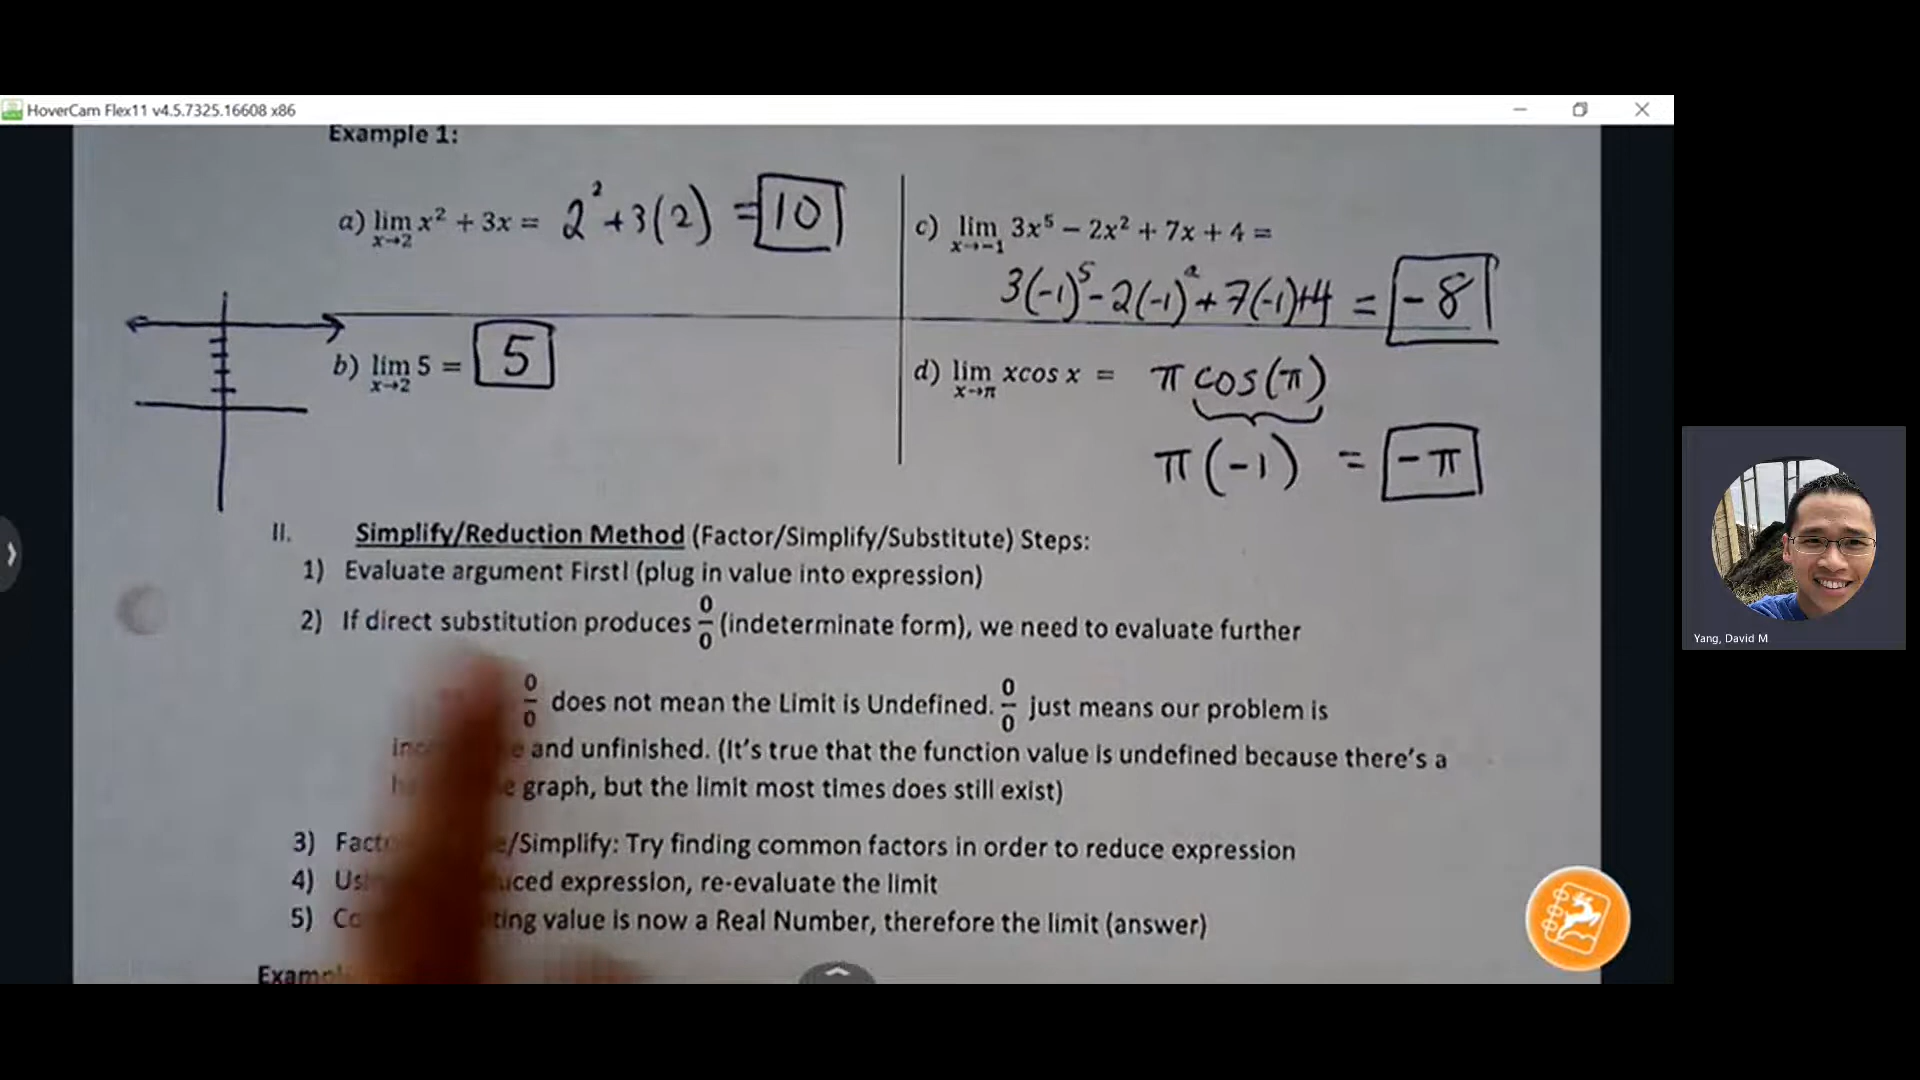 HoverCam Flex11 v4.5.7325.16608 x86
Example 1:
a) lim x→2 x² + 3x = 2² + 3(2) = 10
c) lim x→-1 3x⁵ − 2x² + 7x + 4 =
3(-1)⁵ - 2(-1)² + 7(-1)+4 = -8
b) lim x→2 5 = 5
d) lim x→π xcos x = π cos(π)
π(-1) = -π
II. Simplify/Reduction Method (Factor/Simplify/Substitute) Steps:
1) Evaluate argument First! (plug in value into expression)
2) If direct substitution produces 0/0 (indeterminate form), we need to evaluate further
0/0 does not mean the Limit is Undefined. 0/0 just means our problem is
and unfinished. (It's true that the function value is undefined because there's a
graph, but the limit most times does still exist)
3) /Simplify: Try finding common factors in order to reduce expression
4) expression, re-evaluate the limit
5) value is now a Real Number, therefore the limit (answer)
Yang, David M